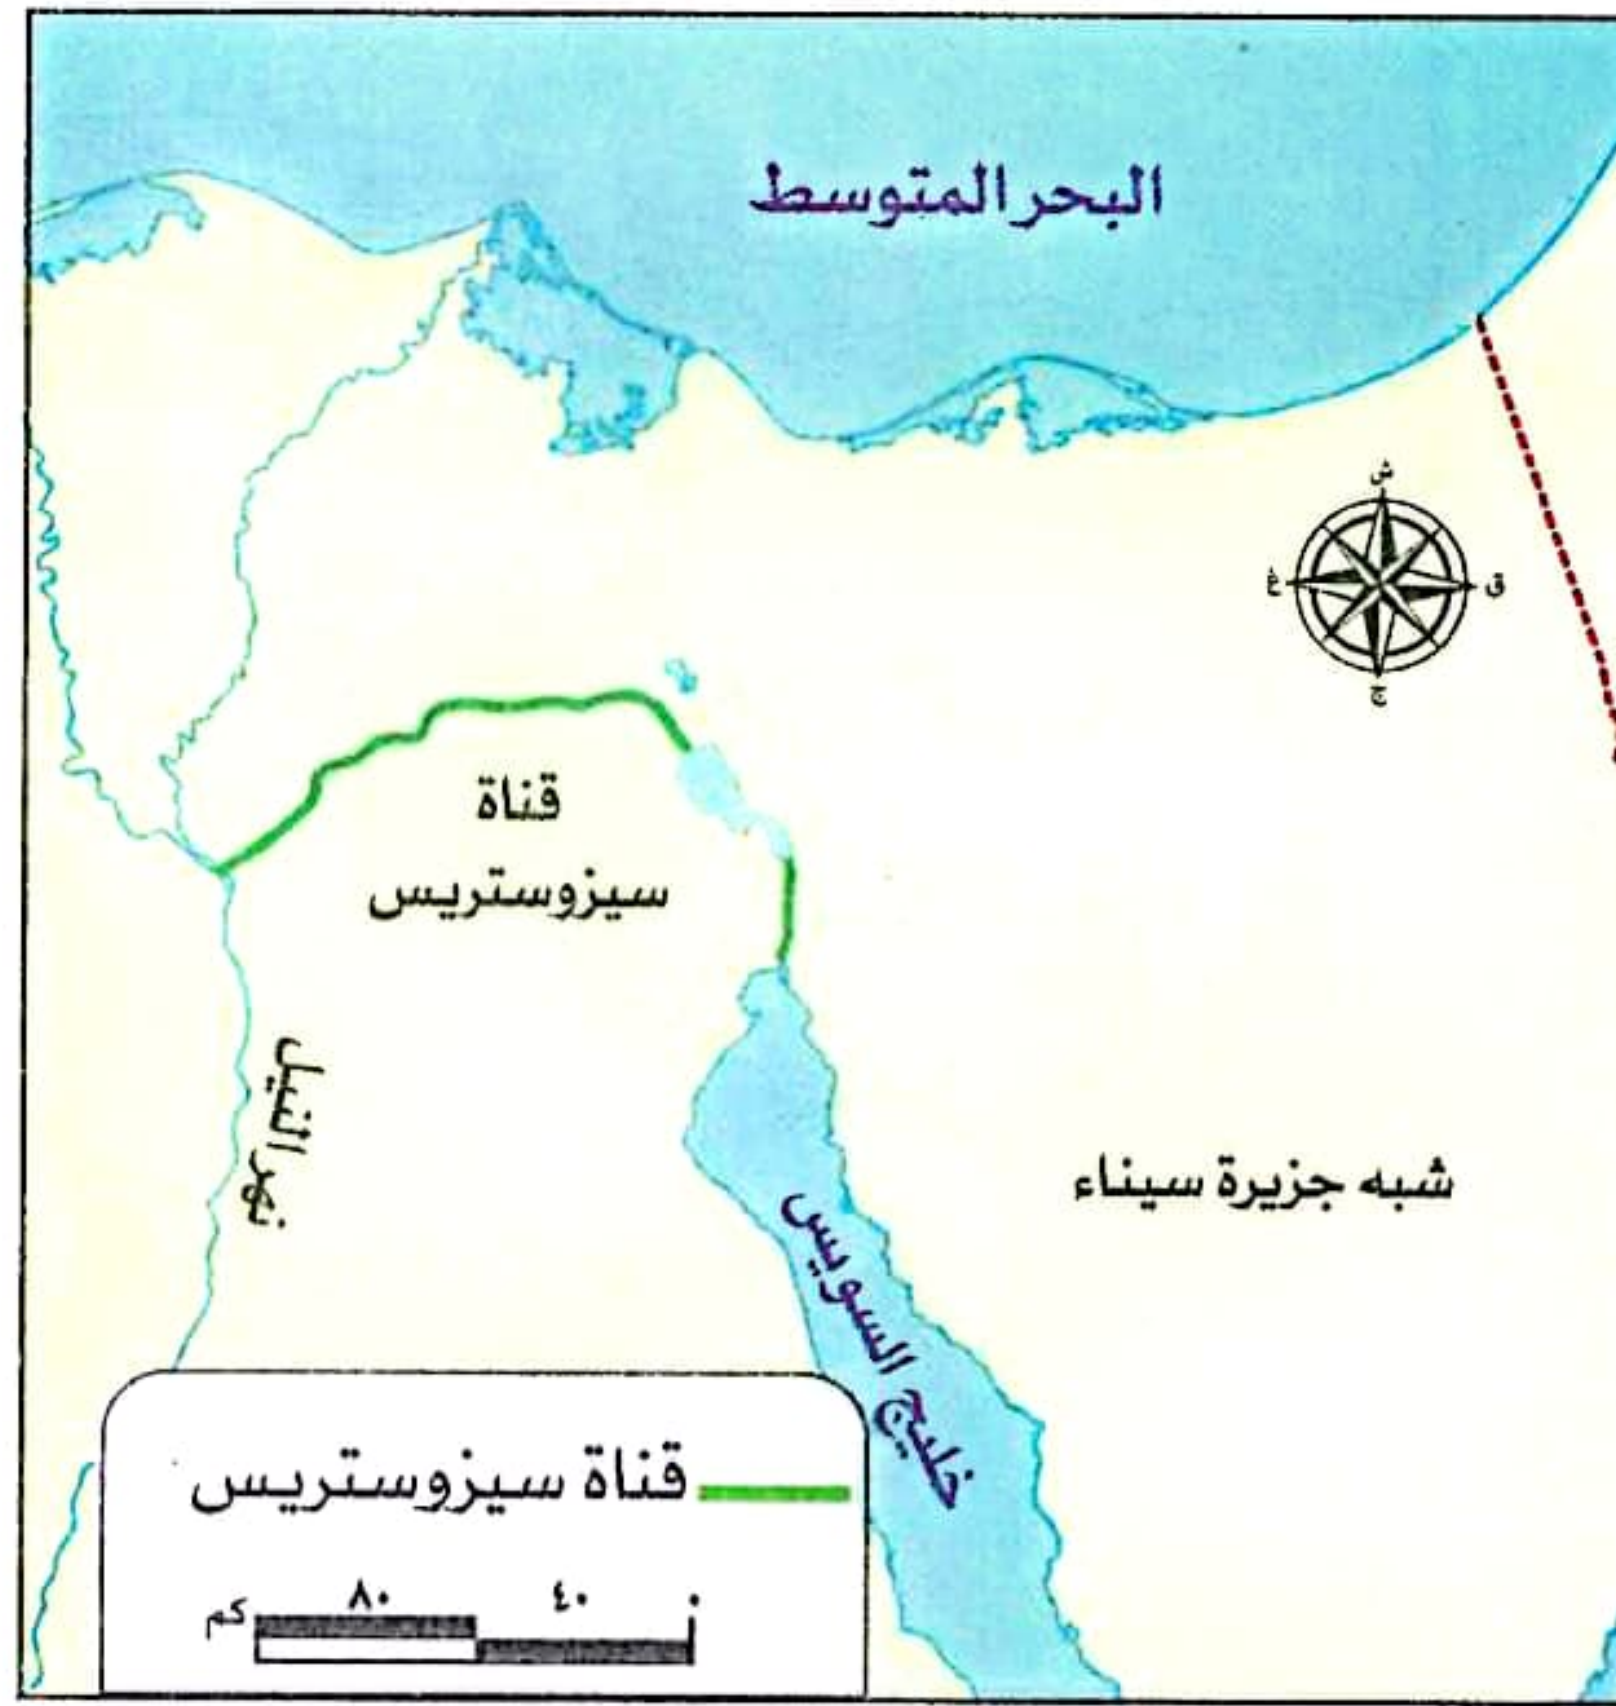 البحر المتوسط
ش
غ
ق
ج
قناة
سيزوستريس
نهر النيل
شبه جزيرة سيناء
خليج السويس
قناة سيزوستريس
كم ٨٠ ٤٠ ٠